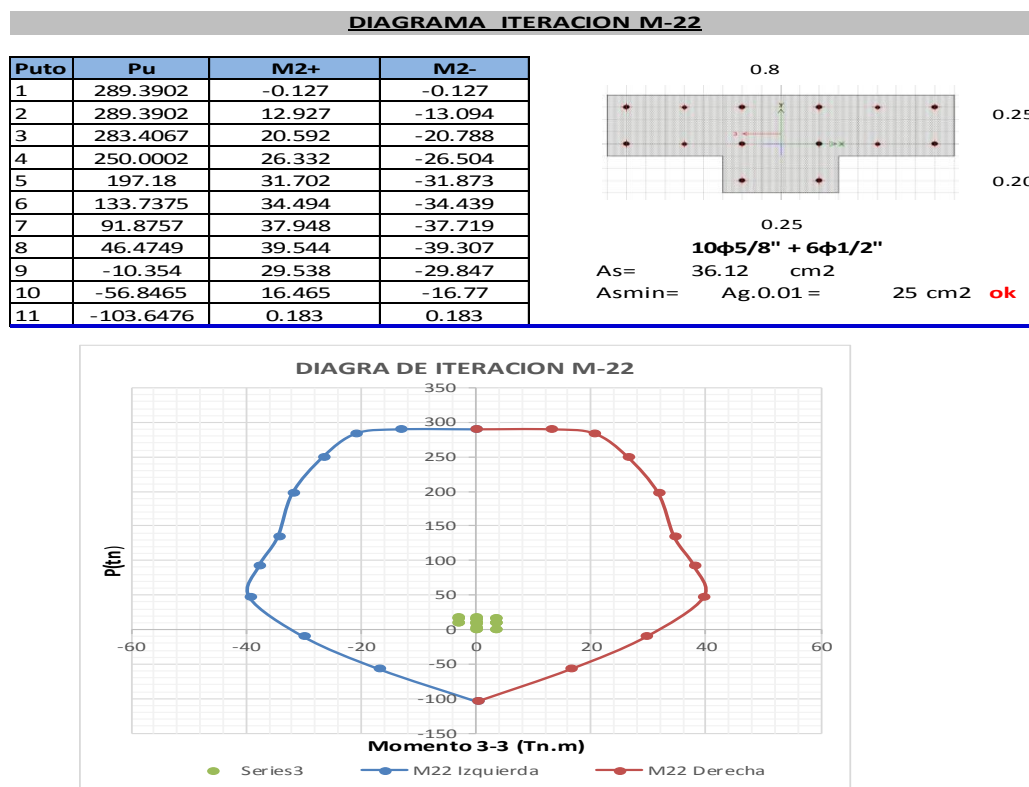 DIAGRAMA ITERACION M-22
Puto Pu M2+ M2-
1 289.3902 -0.127 -0.127
2 289.3902 12.927 -13.094
3 283.4067 20.592 -20.788
4 250.0002 26.332 -26.504
5 197.18 31.702 -31.873
6 133.7375 34.494 -34.439
7 91.8757 37.948 -37.719
8 46.4749 39.544 -39.307
9 -10.354 29.538 -29.847
10 -56.8465 16.465 -16.77
11 -103.6476 0.183 0.183
0.8
0.25
0.20
0.25
10ф5/8" + 6ф1/2"
As= 36.12 cm2
Asmin= Ag.0.01 = 25 cm2 ok
DIAGRA DE ITERACION M-22
350
300
250
200
150
100
50
0
-50
-100
-150
-60 -40 -20 0 20 40 60
P(tn)
Momento 3-3 (Tn.m)
Series3 M22 Izquierda M22 Derecha